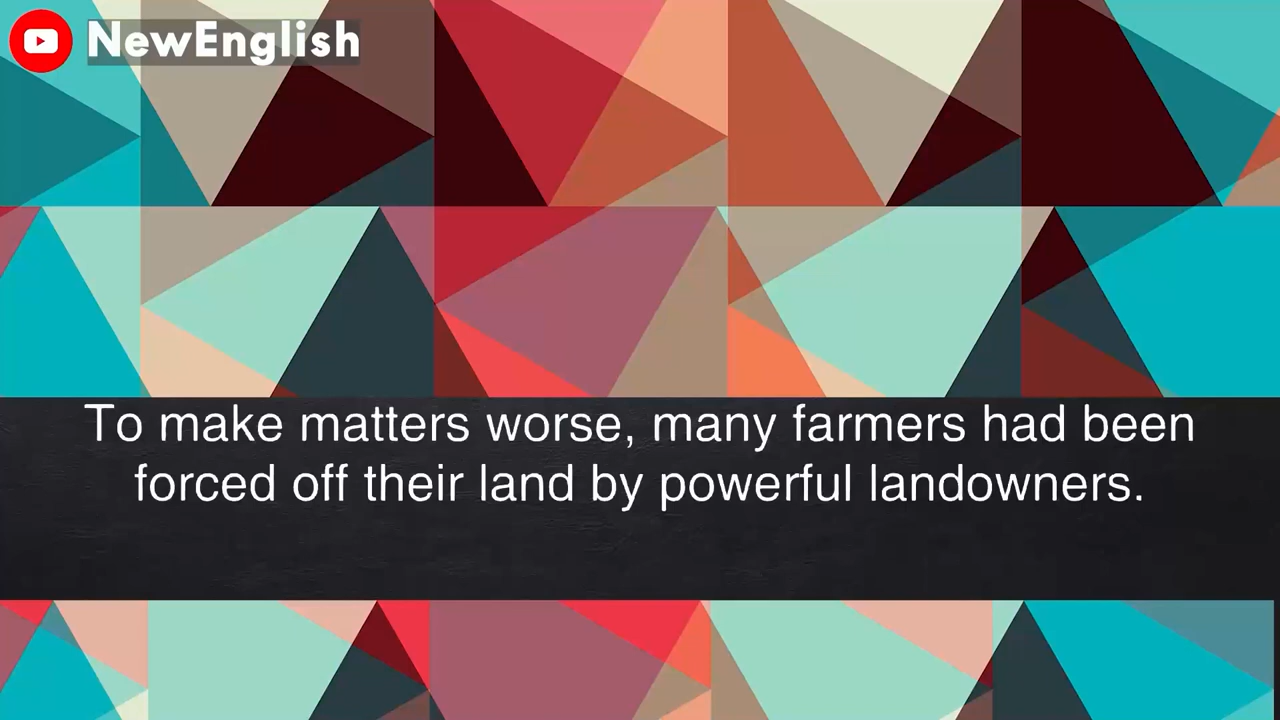 NewEnglish
To make matters worse, many farmers had been
forced off their land by powerful landowners.